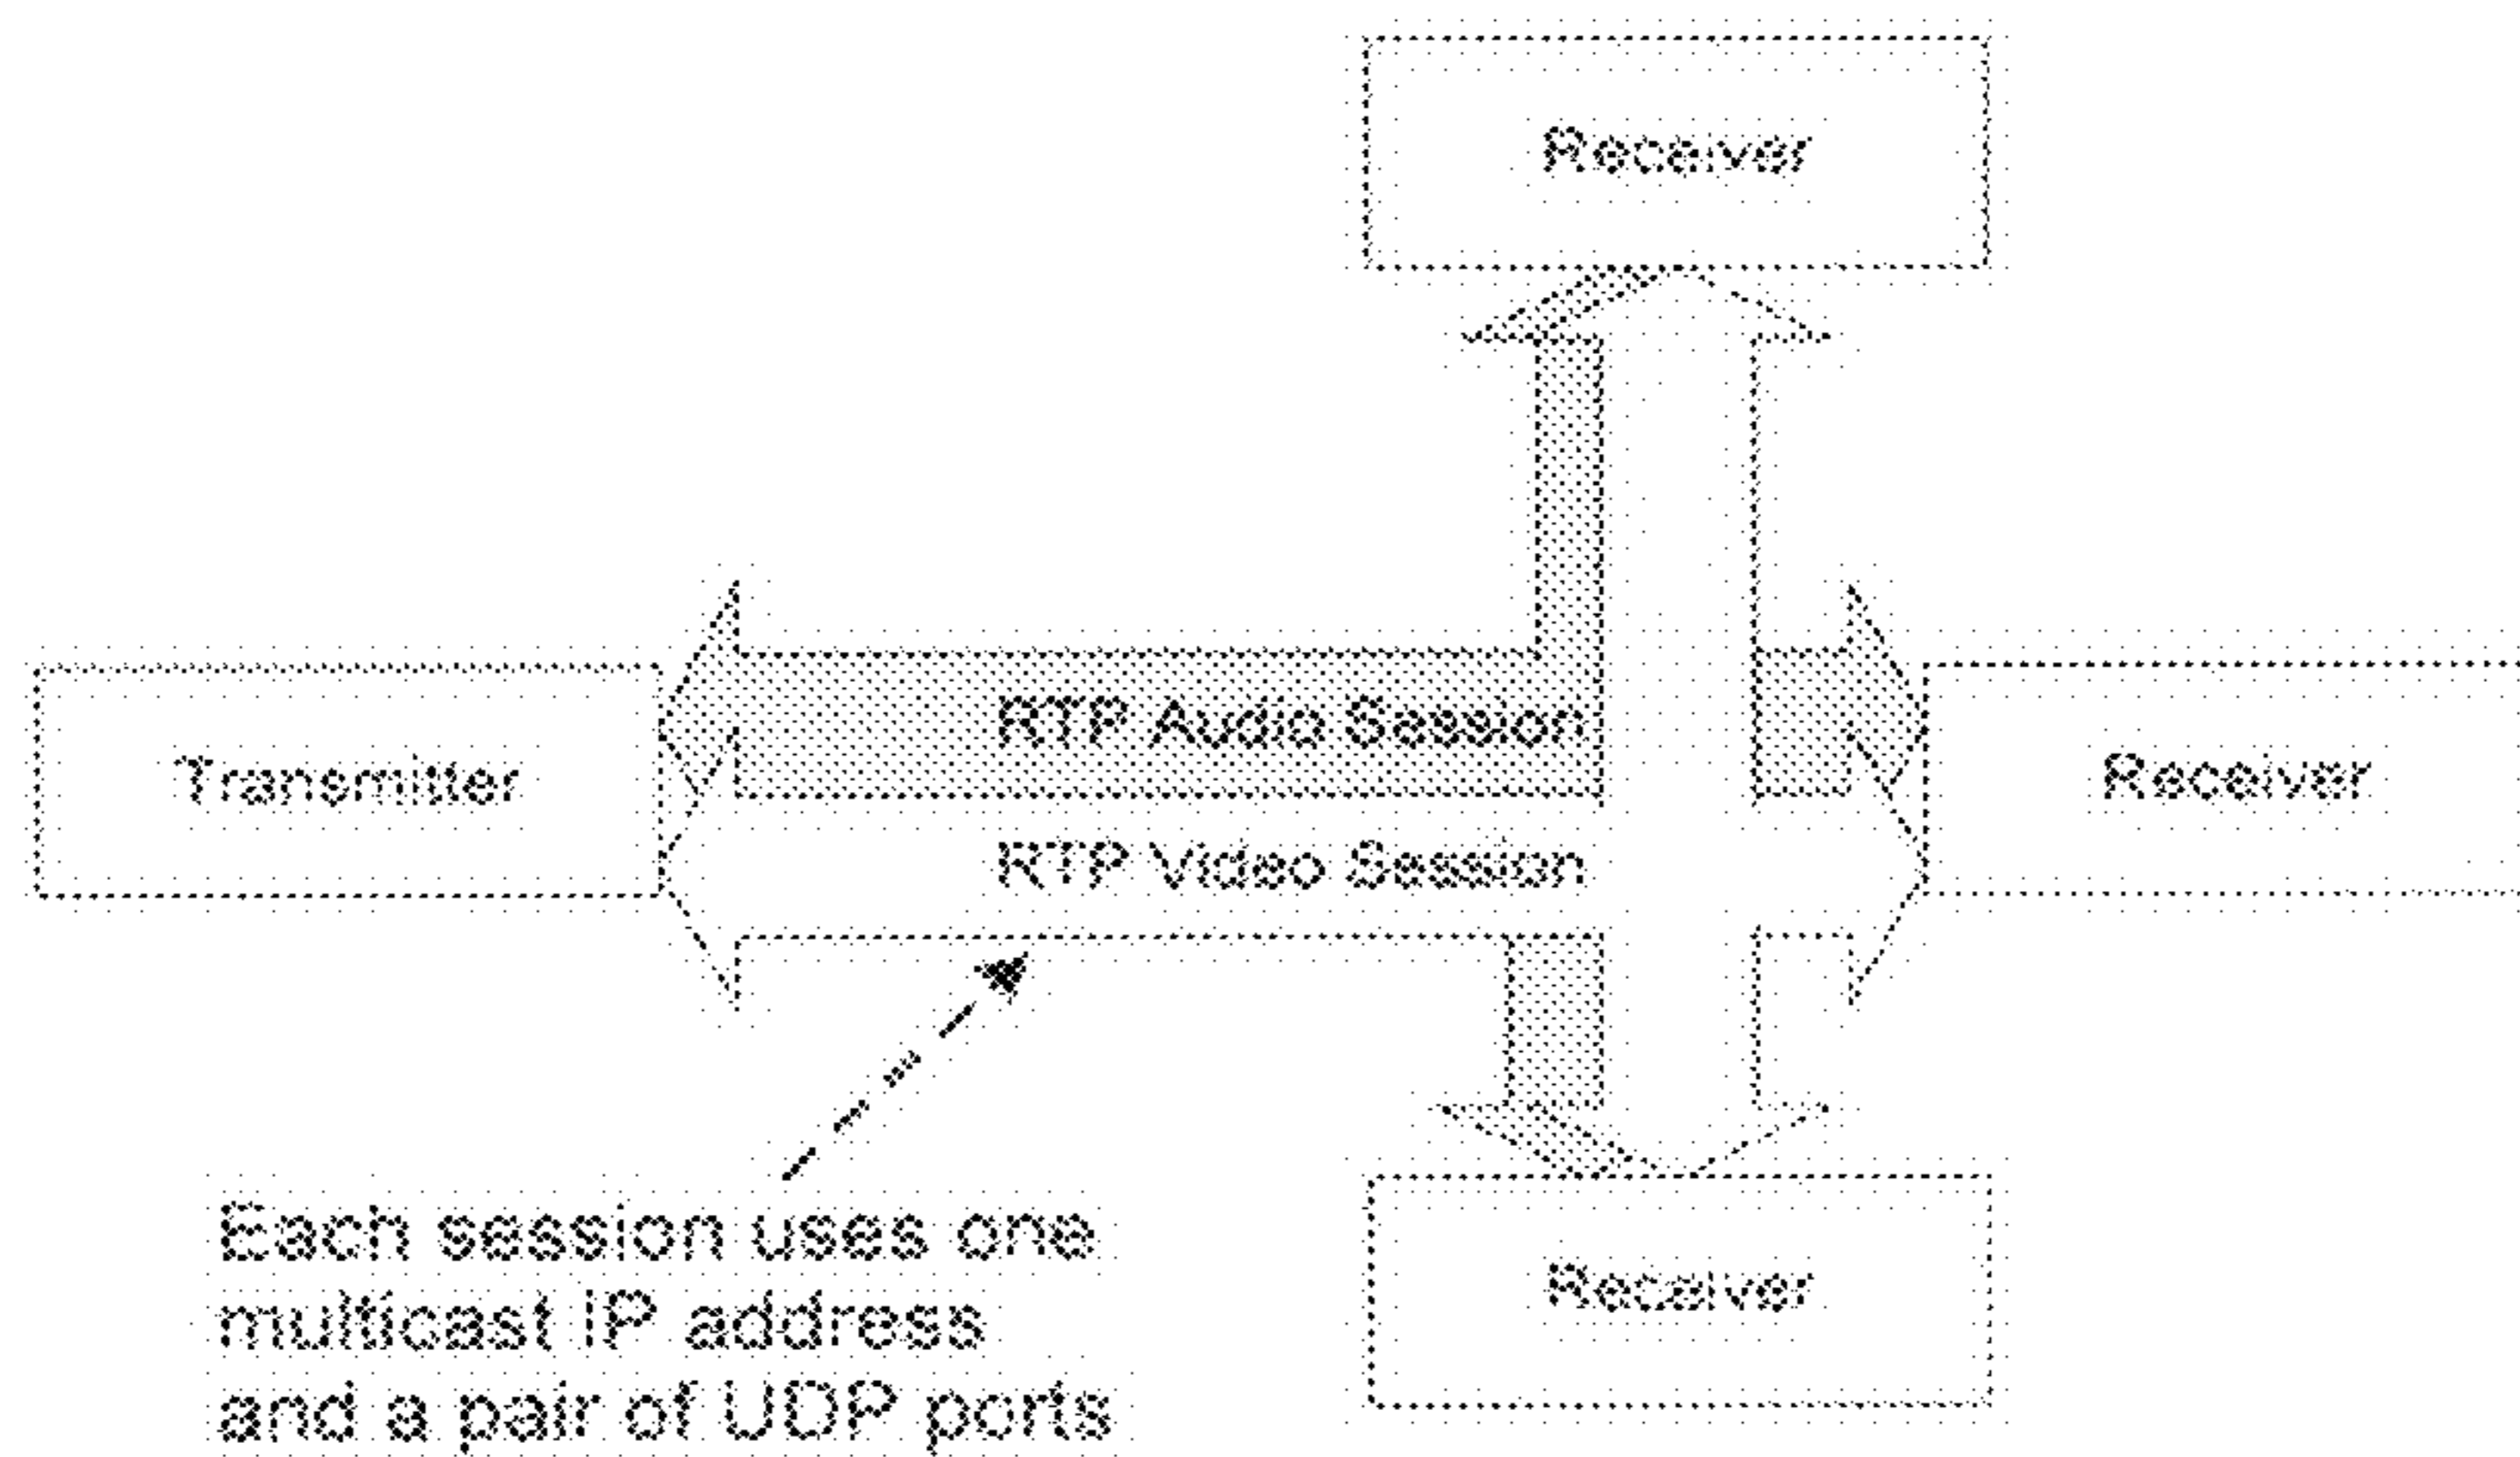 Receiver
RTP Audio Session
Transmitter
Receiver
RTP Video Session
Each session uses one
multicast IP address
and a pair of UDP ports
Receiver